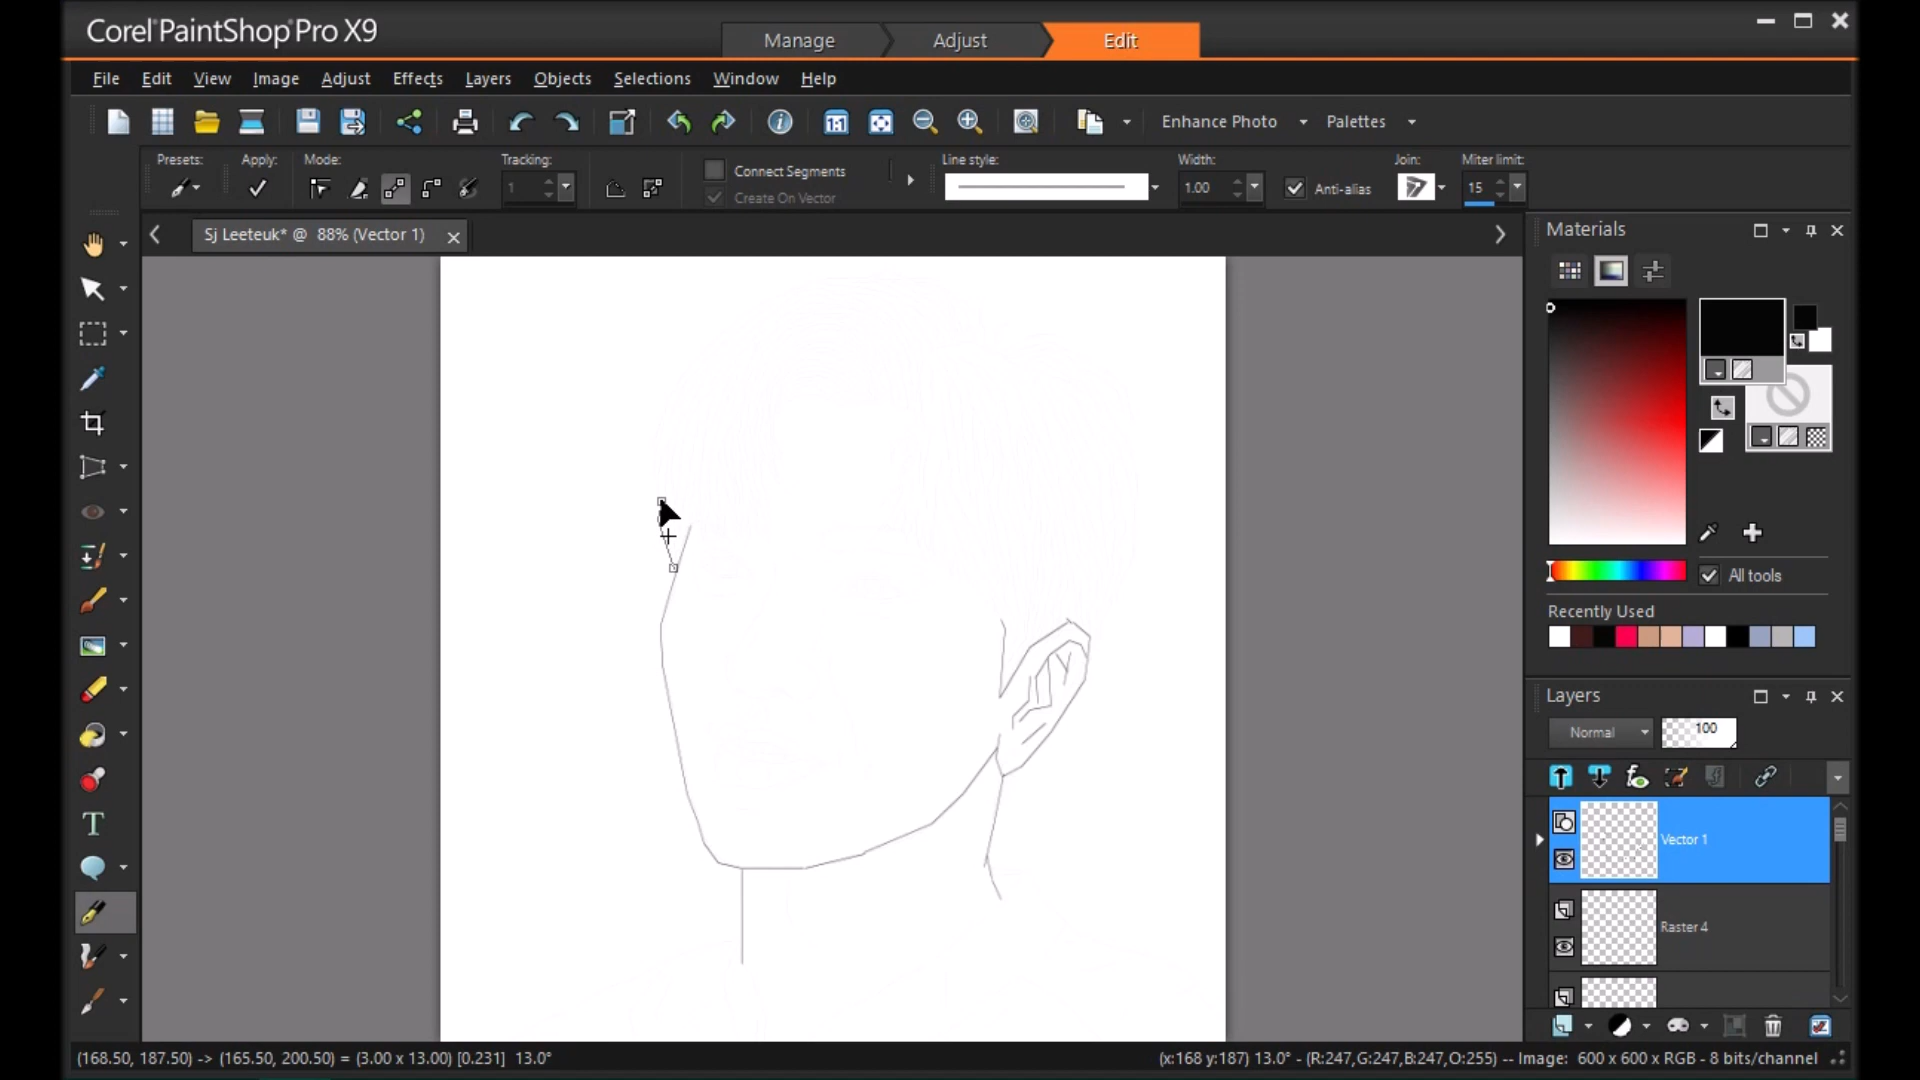 Corel PaintShop Pro X9
Manage Adjust Edit
File Edit View Image Adjust Effects Layers Objects Selections Window Help
1:1 Enhance Photo Palettes
Presets: Apply: Mode: Tracking: Line style: Width: Join: Miter limit:
1 Connect Segments 1.00 Anti-alias 15
Create On Vector
Sj Leeteuk* @ 88% (Vector 1)
Materials
All tools
Recently Used
Layers
Normal 100
Vector 1
Raster 4
(168.50, 187.50) -> (165.50, 200.50) = (3.00 x 13.00) [0.231] 13.0°
(x:168 y:187) 13.0° - (R:247,G:247,B:247,O:255) -- Image: 600 x 600 x RGB - 8 bits/channel